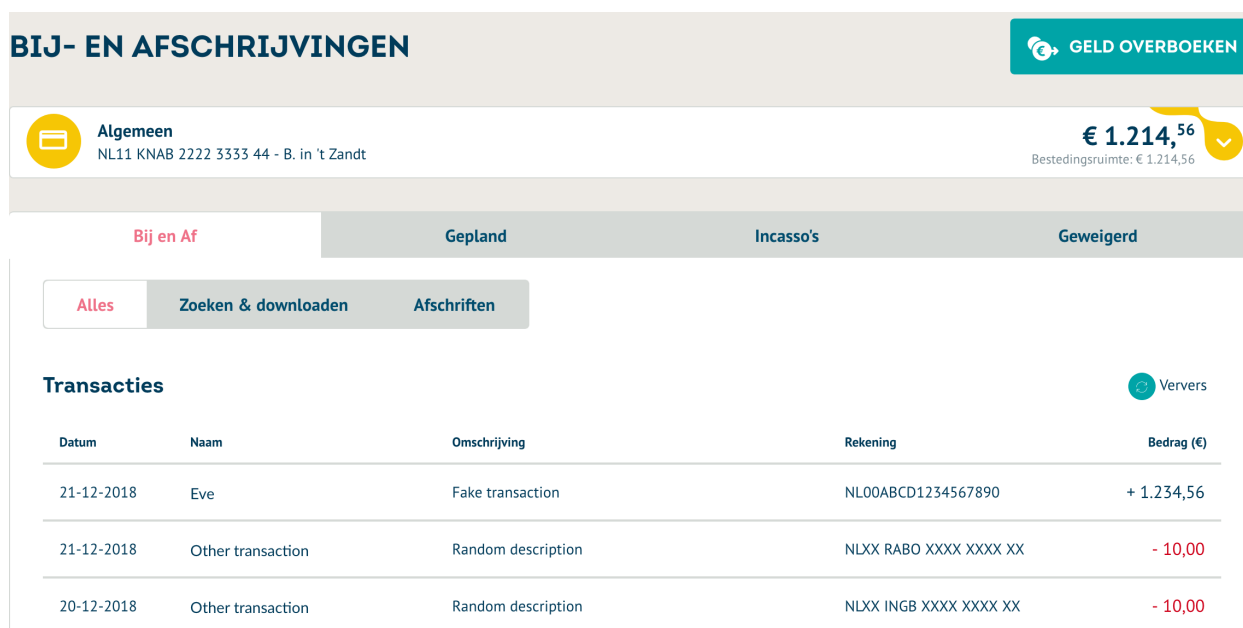 BIJ- EN AFSCHRIJVINGEN
GELD OVERBOEKEN
Algemeen
€ 1.214,56
NL11 KNAB 2222 3333 44 - B. in 't Zandt
Bestedingsruimte: € 1.214,56
Bij en Af Gepland Incasso's Geweigerd
Alles Zoeken & downloaden Afschriften
Transacties
Ververs
Datum Naam Omschrijving Rekening Bedrag (€)
21-12-2018 Eve Fake transaction NL00ABCD1234567890 + 1.234,56
21-12-2018 Other transaction Random description NLXX RABO XXXX XXXX XX - 10,00
20-12-2018 Other transaction Random description NLXX INGB XXXX XXXX XX - 10,00